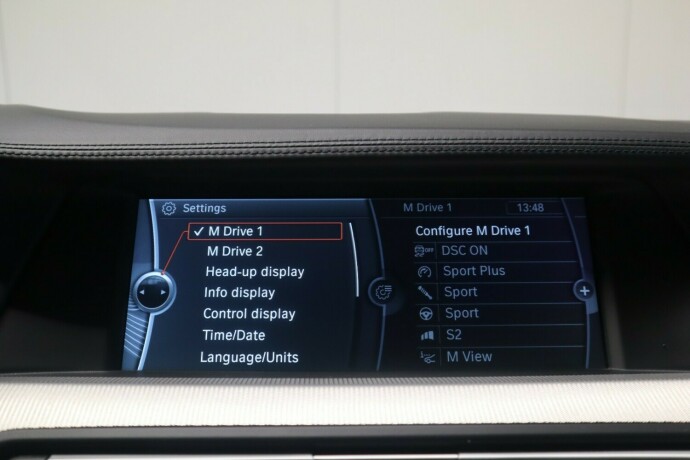 Settings
M Drive 1
M Drive 2
Head-up display
Info display
Control display
Time/Date
Language/Units
M Drive 1
13:48
Configure M Drive 1
OFF
DSC ON
Sport Plus
Sport
Sport
S2
M View